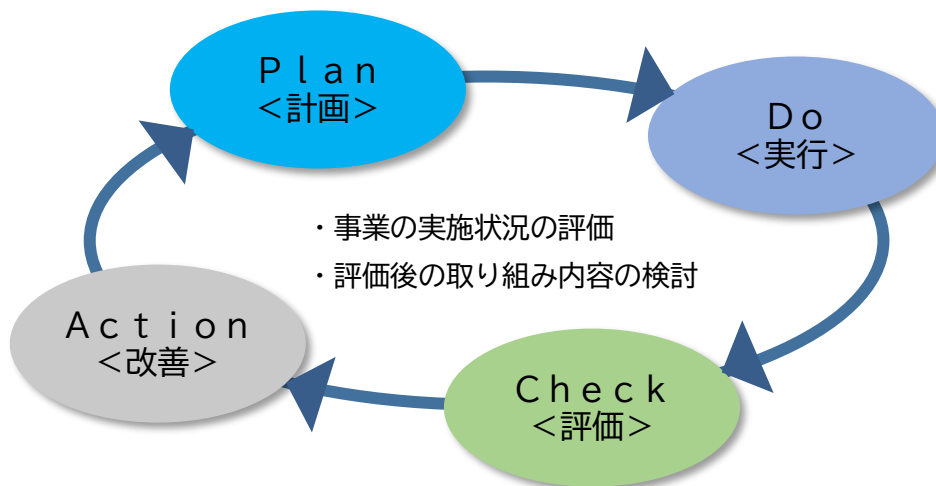 Ｐｌａｎ
＜計画＞
Ｄｏ
＜実行＞
・事業の実施状況の評価
・評価後の取り組み内容の検討
Ａｃｔｉｏｎ
＜改善＞
Ｃｈｅｃｋ
＜評価＞